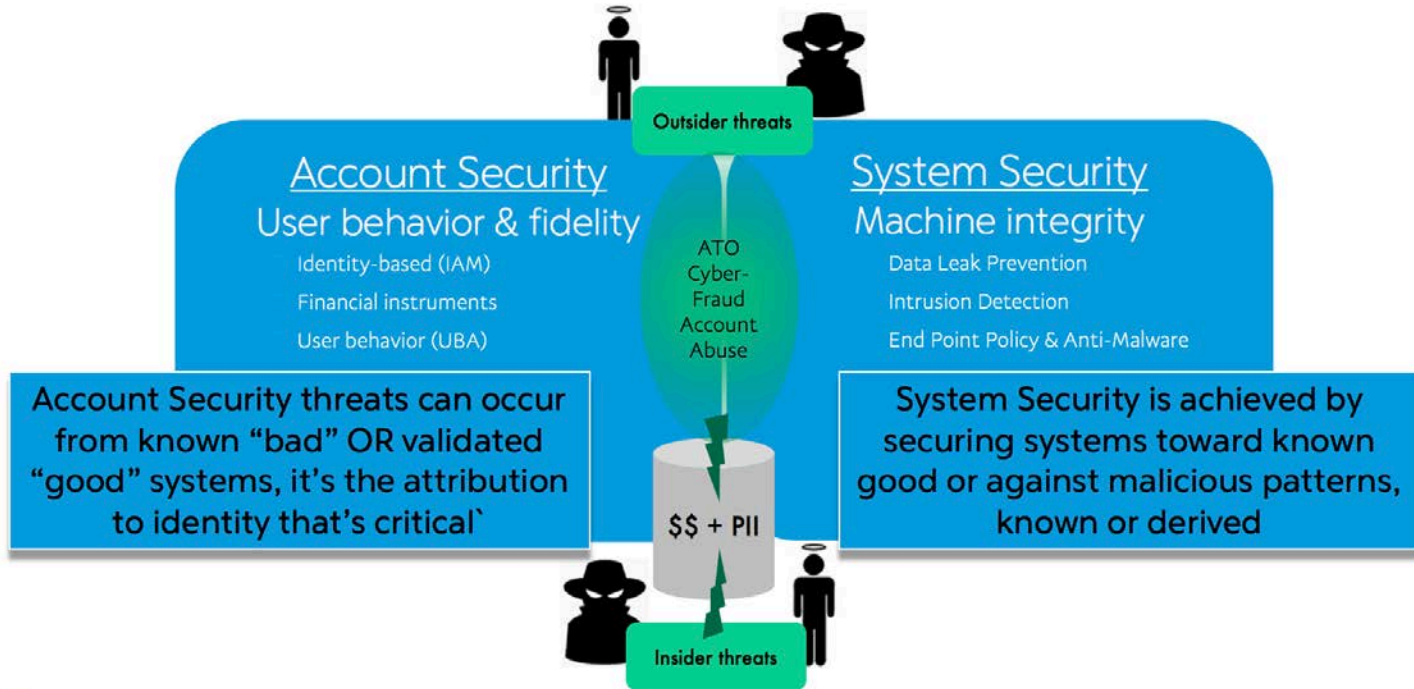 Outsider threats
Account Security
User behavior & fidelity
Identity-based (IAM)
Financial instruments
User behavior (UBA)
Account Security threats can occur
from known “bad” OR validated
“good” systems, it’s the attribution
to identity that’s critical`
ATO
Cyber-
Fraud
Account
Abuse
System Security
Machine integrity
Data Leak Prevention
Intrusion Detection
End Point Policy & Anti-Malware
System Security is achieved by
securing systems toward known
good or against malicious patterns,
known or derived
$$ + PII
Insider threats